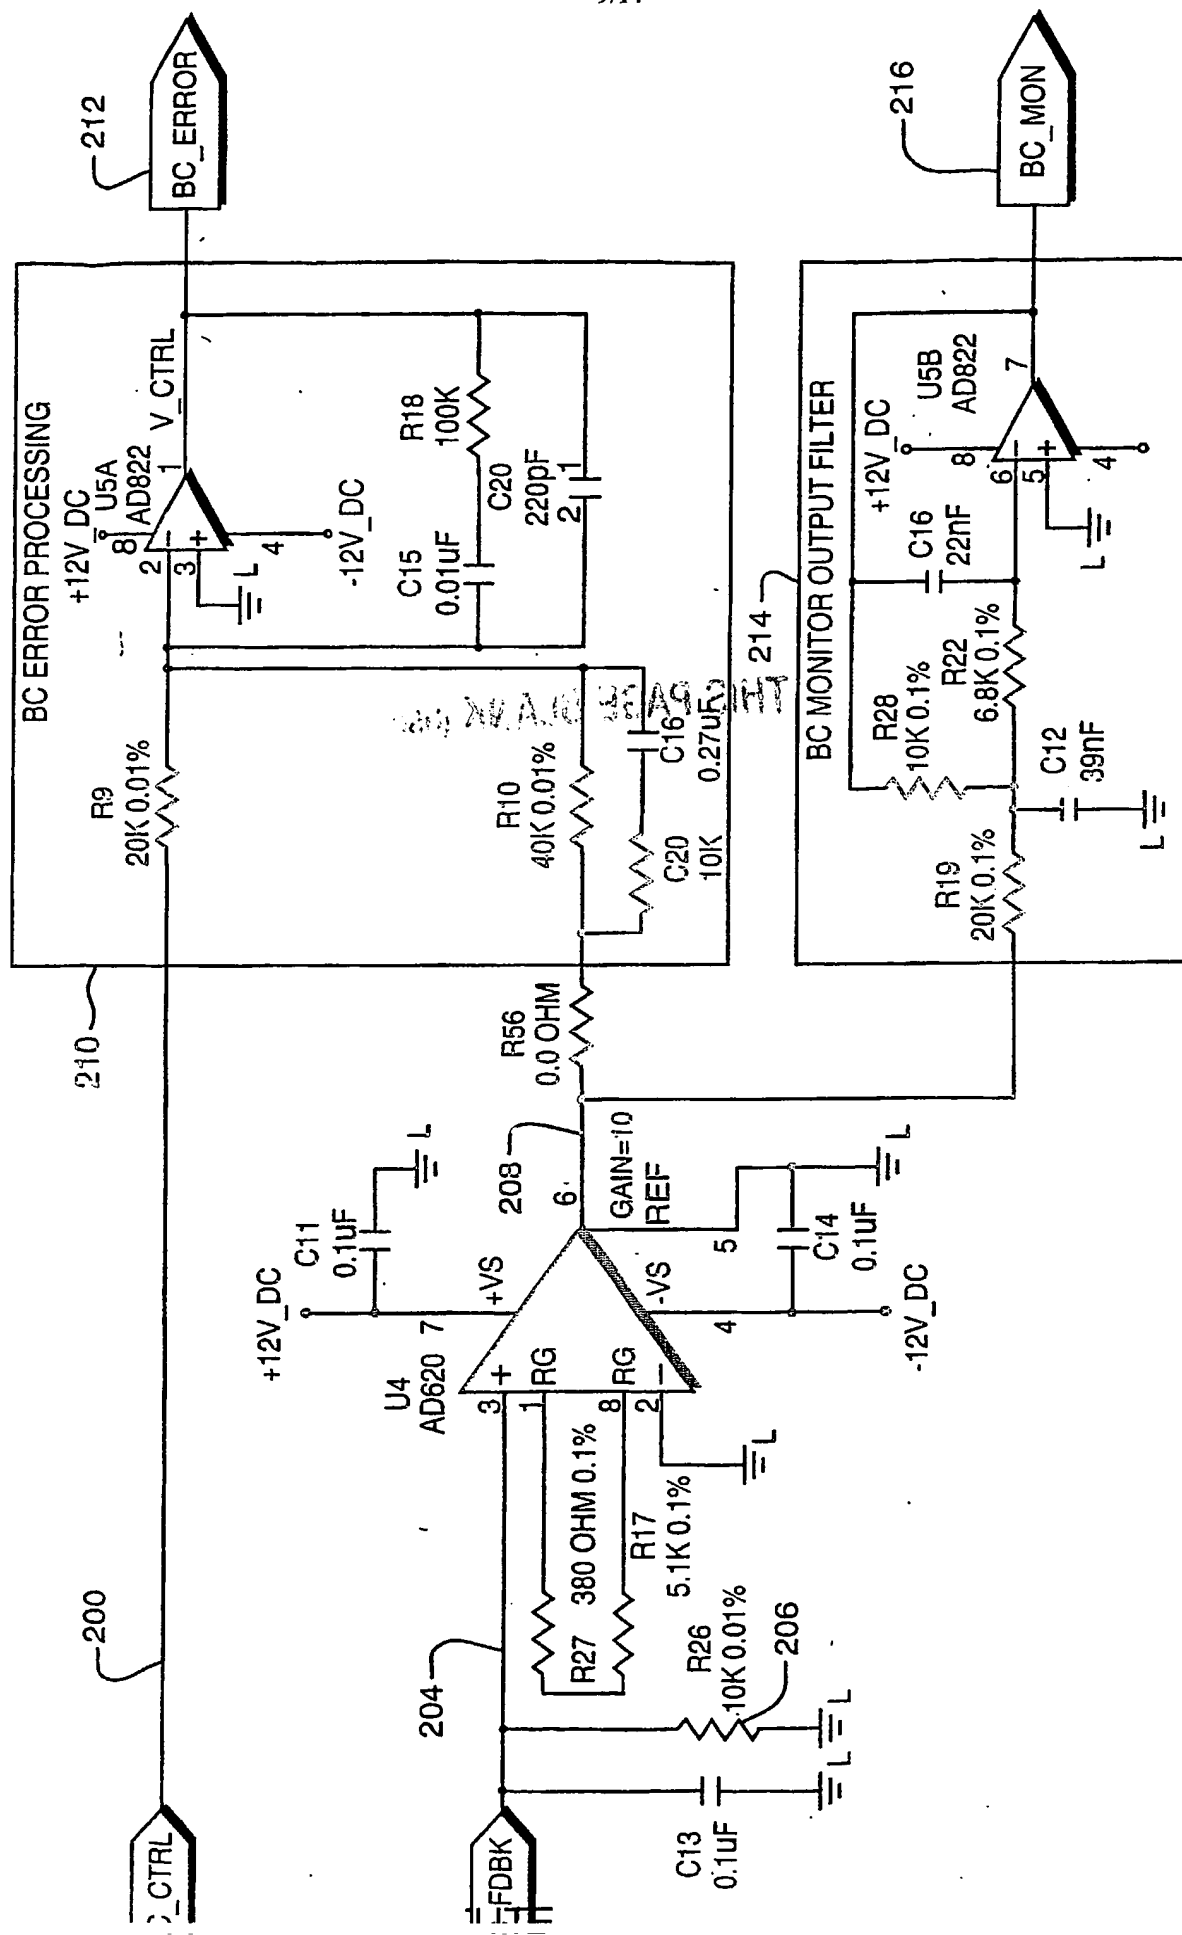 212
BC_ERROR
BC ERROR PROCESSING
+12V_DC
U5A
AD822
8
2
3
1
4
V_CTRL
L
-12V_DC
R9
20K 0.01%
R18
100K
C15
0.01uF
C20
220pF
2
1
R10
40K 0.01%
C16
0.27uF
C20
10K
THIS PAGE BLANK
210
200
_CTRL
216
BC_MON
214
BC MONITOR OUTPUT FILTER
+12V_DC
U5B
AD822
8
6
5
7
4
L
C16
22nF
R28
10K 0.1%
R22
6.8K 0.1%
C12
39nF
L
R19
20K 0.1%
R56
0.0 OHM
208
6
GAIN=10
REF
5
+12V_DC
C11
0.1uF
L
7
+VS
U4
AD620
3
+
1
RG
8
RG
2
-VS
4
C14
0.1uF
L
-12V_DC
L
R27
380 OHM 0.1%
R17
5.1K 0.1%
204
R26
10K 0.01%
206
L
C13
0.1uF
L
FDBK